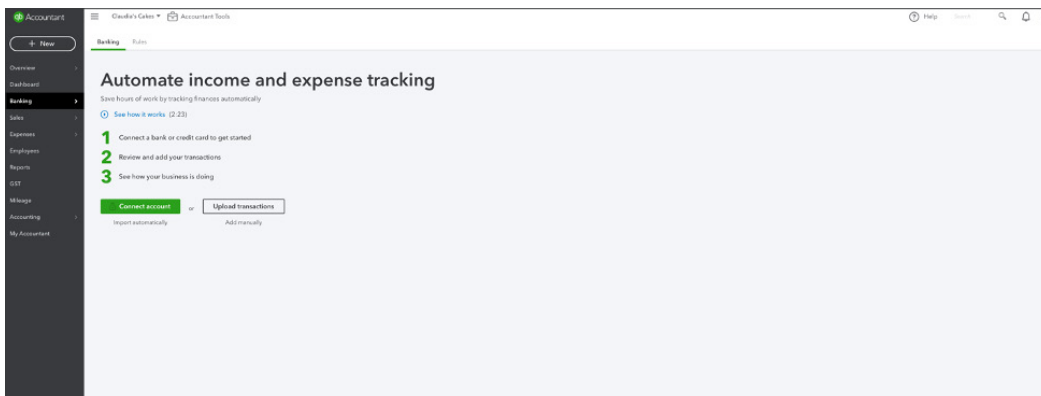 qb Accountant
Claudia's Cakes
Accountant Tools
Help
Search
+ New
Banking
Rules
Overview
Dashboard
Banking
Sales
Expenses
Employees
Reports
GST
Mileage
Accounting
My Accountant
Automate income and expense tracking
Save hours of work by tracking finances automatically
See how it works (2:23)
1 Connect a bank or credit card to get started
2 Review and add your transactions
3 See how your business is doing
Connect account or Upload transactions
Import automatically
Add manually